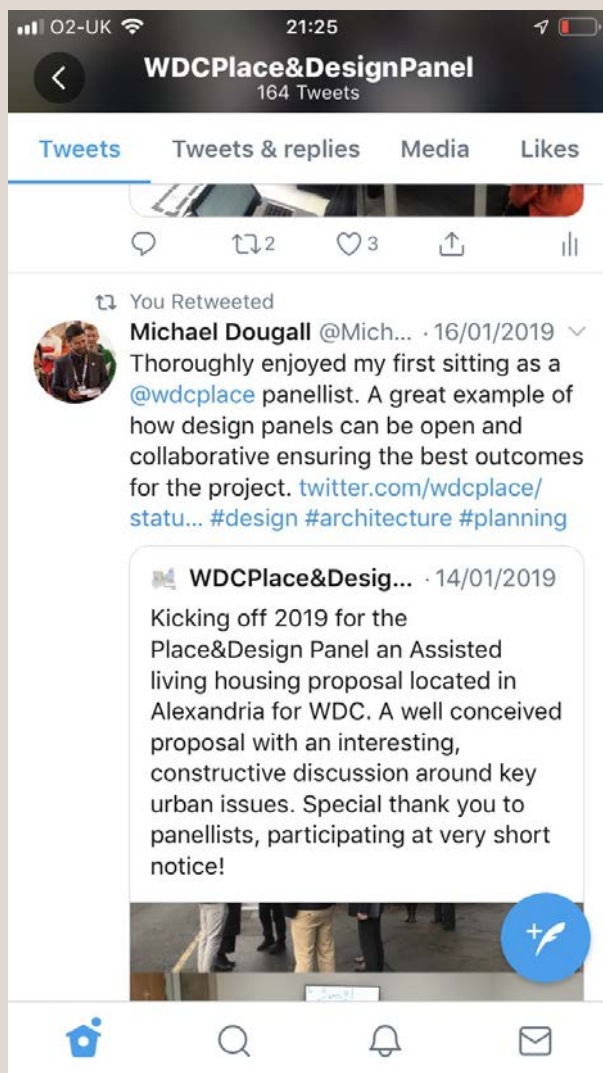 O2-UK 21:25
WDCPlace&DesignPanel
164 Tweets
Tweets Tweets & replies Media Likes
2 3
You Retweeted
Michael Dougall @Mich... · 16/01/2019
Thoroughly enjoyed my first sitting as a
@wdcplace panellist. A great example of
how design panels can be open and
collaborative ensuring the best outcomes
for the project. twitter.com/wdcplace/
statu... #design #architecture #planning
WDCPlace&Desig... · 14/01/2019
Kicking off 2019 for the
Place&Design Panel an Assisted
living housing proposal located in
Alexandria for WDC. A well conceived
proposal with an interesting,
constructive discussion around key
urban issues. Special thank you to
panellists, participating at very short
notice!